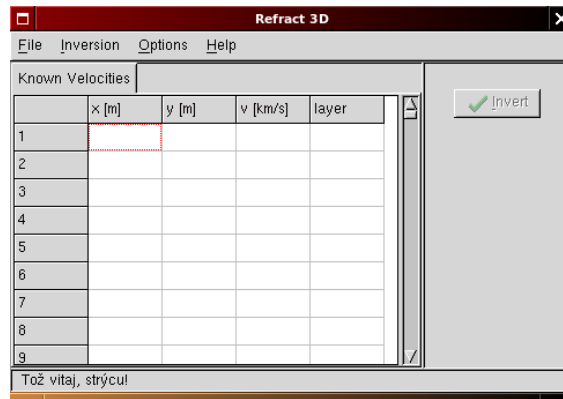 Refract 3D
File Inversion Options Help
Known Velocities
x [m] y [m] v [km/s] layer
Invert
1
2
3
4
5
6
7
8
9
Tož vitaj, strýcu!